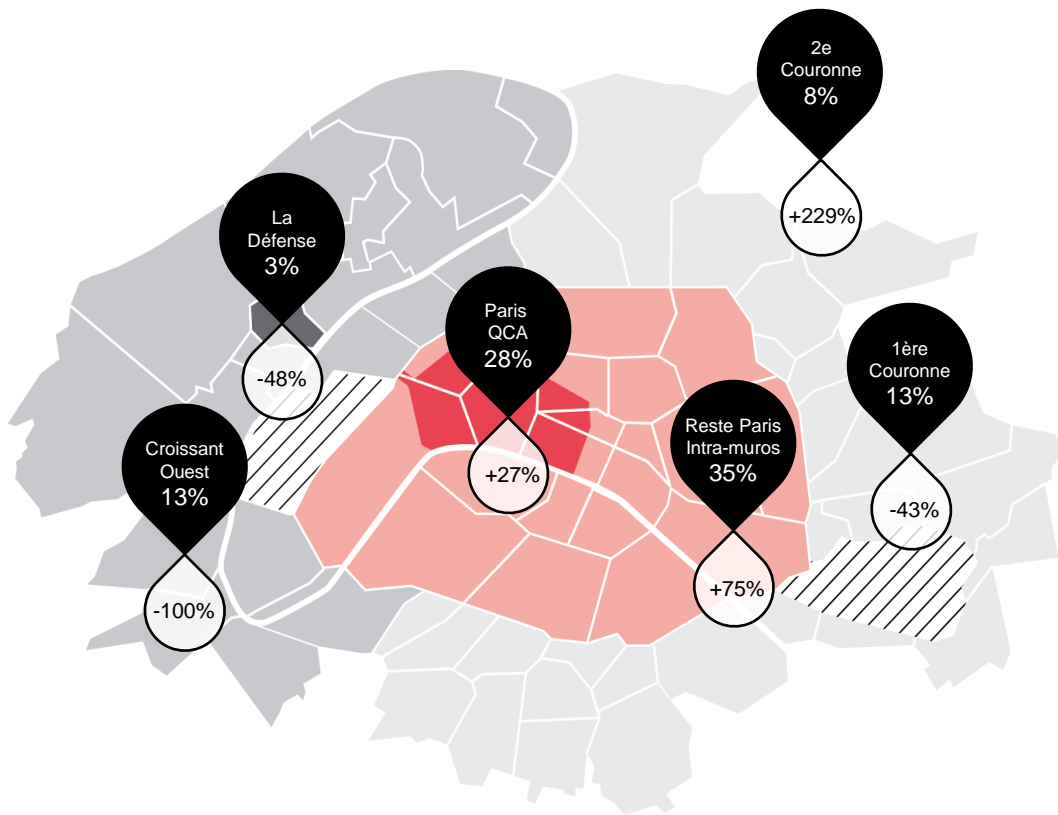 2e
Couronne
8%
+229%
La
Défense
3%
-48%
Paris
QCA
28%
+27%
1ère
Couronne
13%
-43%
Croissant
Ouest
13%
-100%
Reste Paris
Intra-muros
35%
+75%